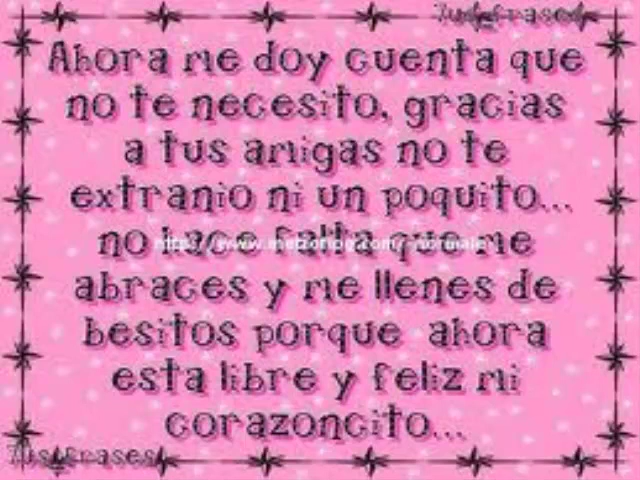 Ahora me doy cuenta que
no te necesito, gracias
a tus amigas no te
extranio ni un poquito...
no hace falta que me
abraces y me llenes de
besitos porque ahora
esta libre y feliz mi
corazoncito...